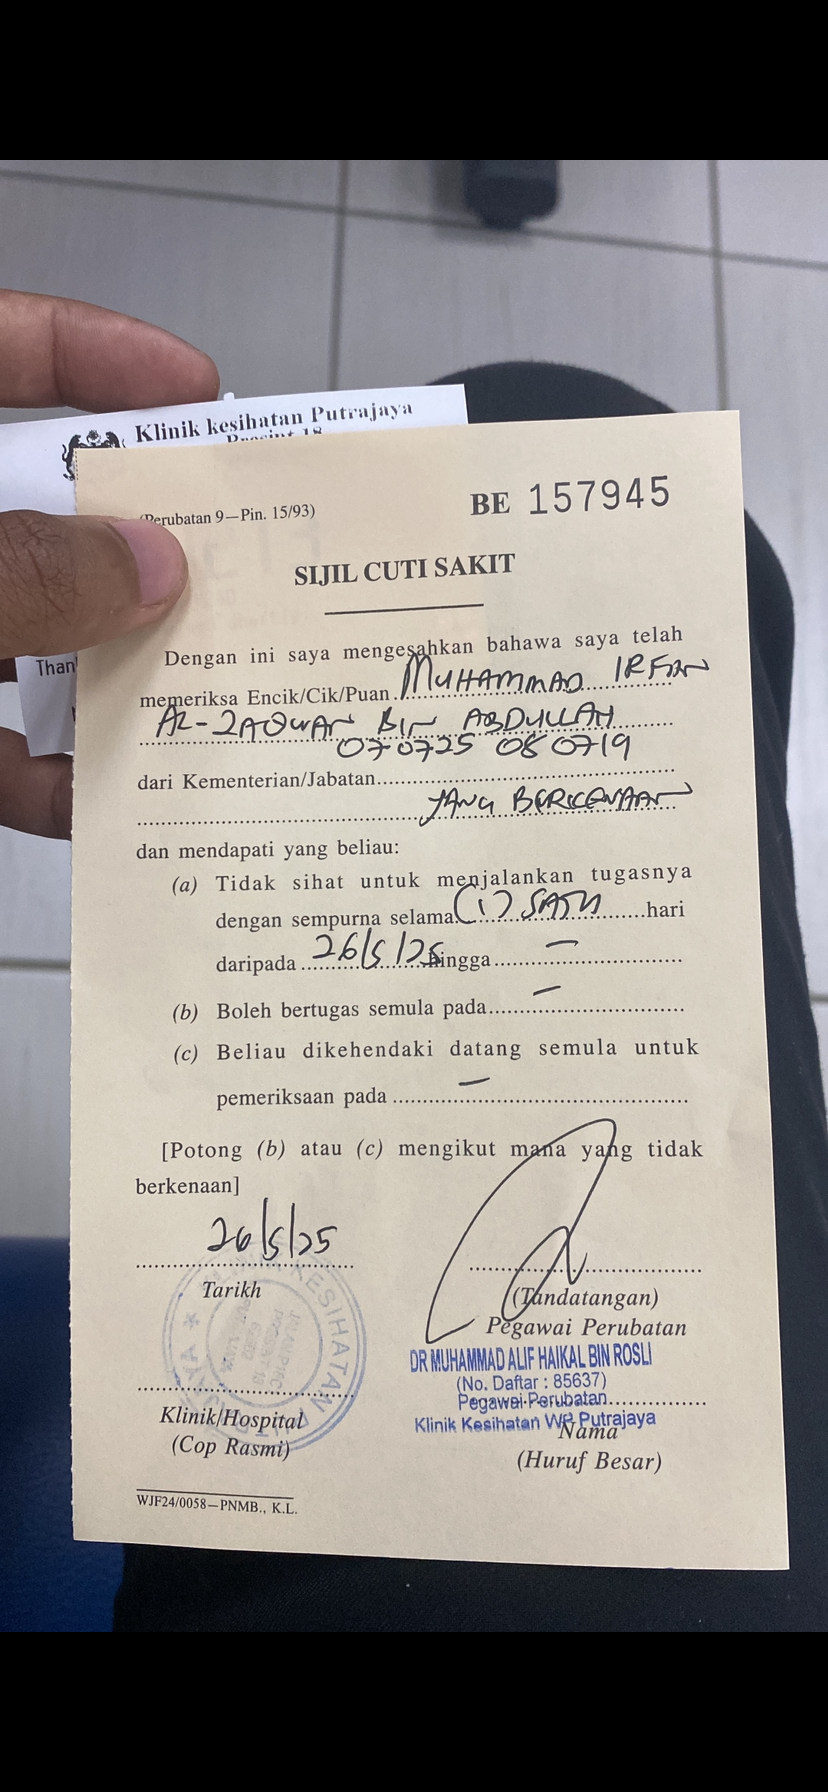 Klinik kesihatan Putrajaya
Precint 18
Than
(Perubatan 9—Pin. 15/93)
BE 157945
SIJIL CUTI SAKIT
Dengan ini saya mengesahkan bahawa saya telah
memeriksa Encik/Cik/Puan MUHAMMAD IRFAN
AL-ZAQWAN BIN ABDULLAH
070725 080719
dari Kementerian/Jabatan
YANG BERKENAAN
dan mendapati yang beliau:
(a) Tidak sihat untuk menjalankan tugasnya
dengan sempurna selama (1) SATU hari
daripada 26/5/25 hingga —
(b) Boleh bertugas semula pada —
(c) Beliau dikehendaki datang semula untuk
pemeriksaan pada —
[Potong (b) atau (c) mengikut mana yang tidak
berkenaan]
26/5/25
Tarikh
(Tandatangan)
Pegawai Perubatan
DR MUHAMMAD ALIF HAIKAL BIN ROSLI
(No. Daftar : 85637)
Pegawai Perubatan
Klinik Kesihatan WP Putrajaya
Nama
(Huruf Besar)
KESIHATAN
Klinik/Hospital
(Cop Rasmi)
WJF24/0058—PNMB., K.L.